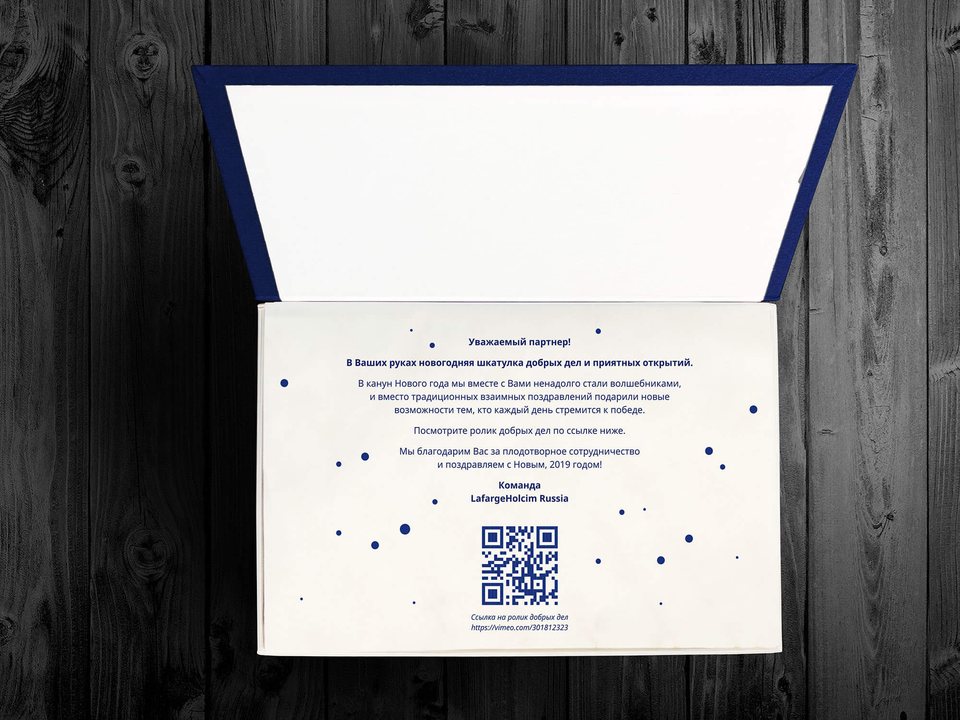 Уважаемый партнер!
В Ваших руках новогодняя шкатулка добрых дел и приятных открытий.
В канун Нового года мы вместе с Вами ненадолго стали волшебниками,
и вместо традиционных взаимных поздравлений подарили новые
возможности тем, кто каждый день стремится к победе.
Посмотрите ролик добрых дел по ссылке ниже.
Мы благодарим Вас за плодотворное сотрудничество
и поздравляем с Новым, 2019 годом!
Команда
LafargeHolcim Russia
Ссылка на ролик добрых дел
https://vimeo.com/301812323